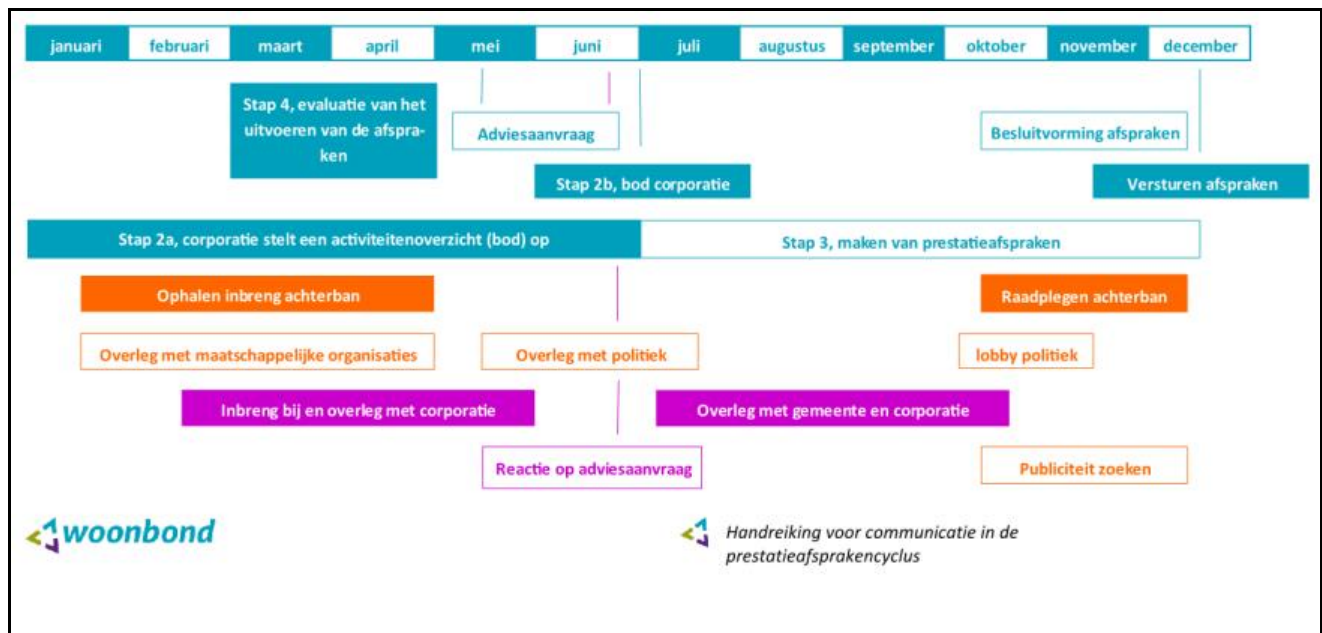 januari februari maart april mei juni juli augustus september oktober november december
Stap 4, evaluatie van het
uitvoeren van de afspra-
ken
Adviesaanvraag
Besluitvorming afspraken
Stap 2b, bod corporatie
Versturen afspraken
Stap 2a, corporatie stelt een activiteitenoverzicht (bod) op
Stap 3, maken van prestatieafspraken
Ophalen inbreng achterban
Raadplegen achterban
Overleg met maatschappelijke organisaties
Overleg met politiek
lobby politiek
Inbreng bij en overleg met corporatie
Overleg met gemeente en corporatie
Reactie op adviesaanvraag
Publiciteit zoeken
woonbond
Handreiking voor communicatie in de
prestatieafsprakencyclus